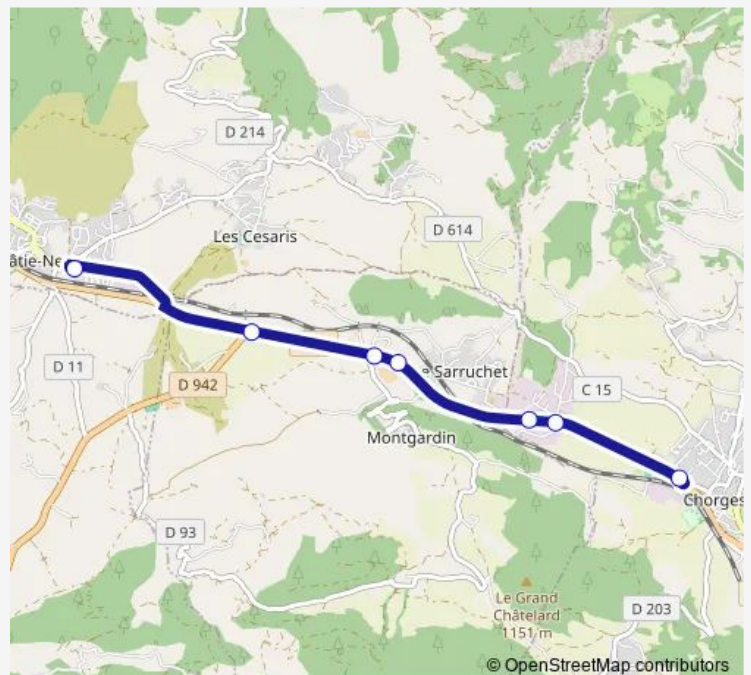 D 214
Les Cesaris
D 614
âtie-Ne
D 11
D 942
Sarruchet
C 15
Montgardin
Chorges
D 93
Le Grand
Châtelard
1151 m
D 203
© OpenStreetMap contributors